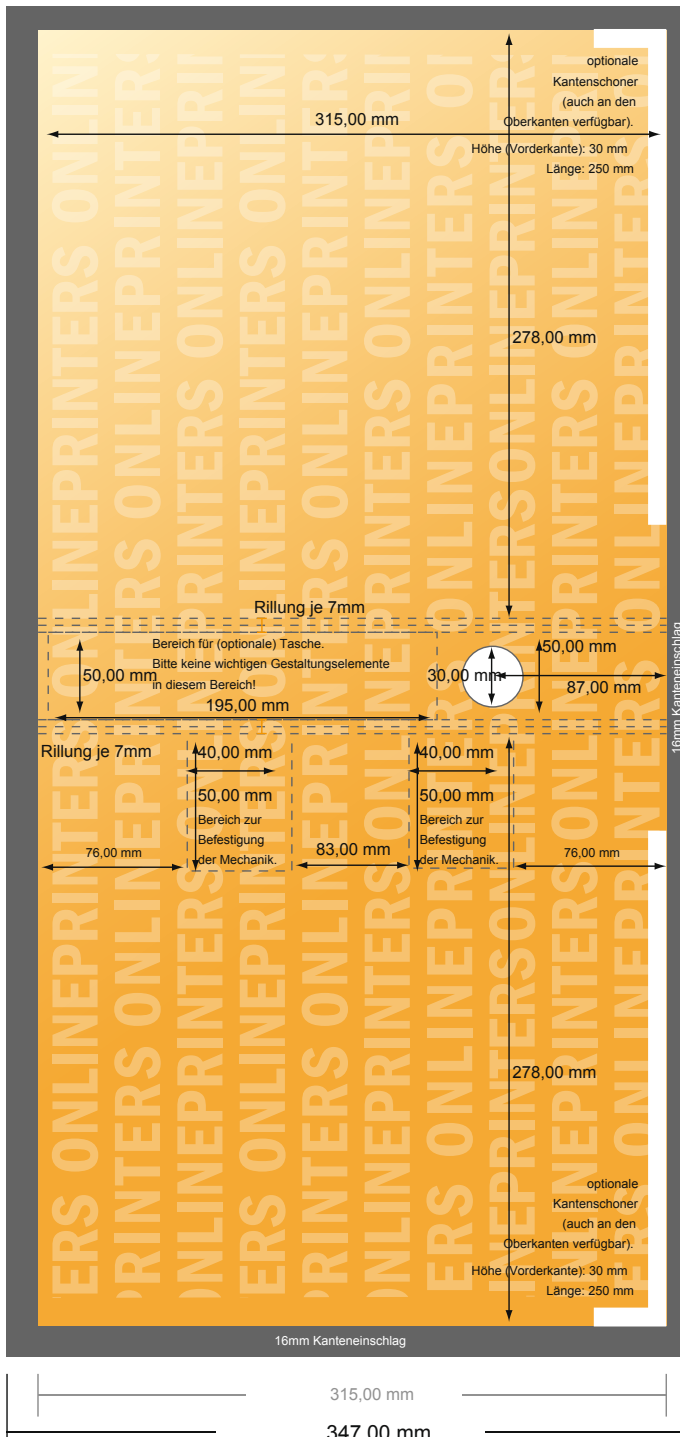 ONLINEPRINTERS ONLINEPRINTERS ONLINEPRINTERS
optionale
Kantenschoner
(auch an den
Oberkanten verfügbar).
Höhe (Vorderkante): 30 mm
Länge: 250 mm
315,00 mm
278,00 mm
Rillung je 7mm
Bereich für (optionale) Tasche.
Bitte keine wichtigen Gestaltungselemente
in diesem Bereich!
50,00 mm
195,00 mm
30,00 mm
50,00 mm
87,00 mm
16mm Kanteneinschlag
Rillung je 7mm
40,00 mm
50,00 mm
Bereich zur
Befestigung
der Mechanik.
40,00 mm
50,00 mm
Bereich zur
Befestigung
der Mechanik.
76,00 mm
83,00 mm
76,00 mm
278,00 mm
optionale
Kantenschoner
(auch an den
Oberkanten verfügbar).
Höhe (Vorderkante): 30 mm
Länge: 250 mm
16mm Kanteneinschlag
315,00 mm
347,00 mm